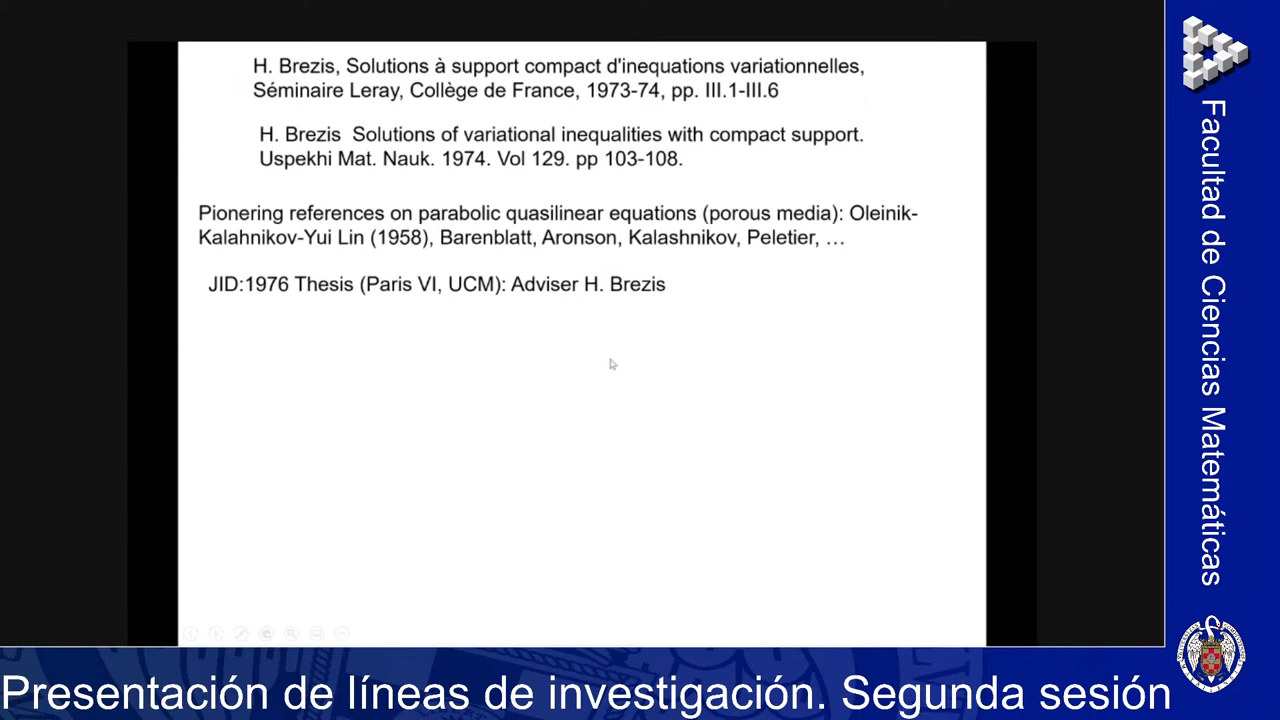 H. Brezis, Solutions à support compact d'inequations variationnelles,
Séminaire Leray, Collège de France, 1973-74, pp. III.1-III.6
H. Brezis  Solutions of variational inequalities with compact support.
Uspekhi Mat. Nauk. 1974. Vol 129. pp 103-108.
Pionering references on parabolic quasilinear equations (porous media): Oleinik-
Kalahnikov-Yui Lin (1958), Barenblatt, Aronson, Kalashnikov, Peletier, …
JID:1976 Thesis (Paris VI, UCM): Adviser H. Brezis
Facultad de Ciencias Matemáticas
Presentación de líneas de investigación. Segunda sesión